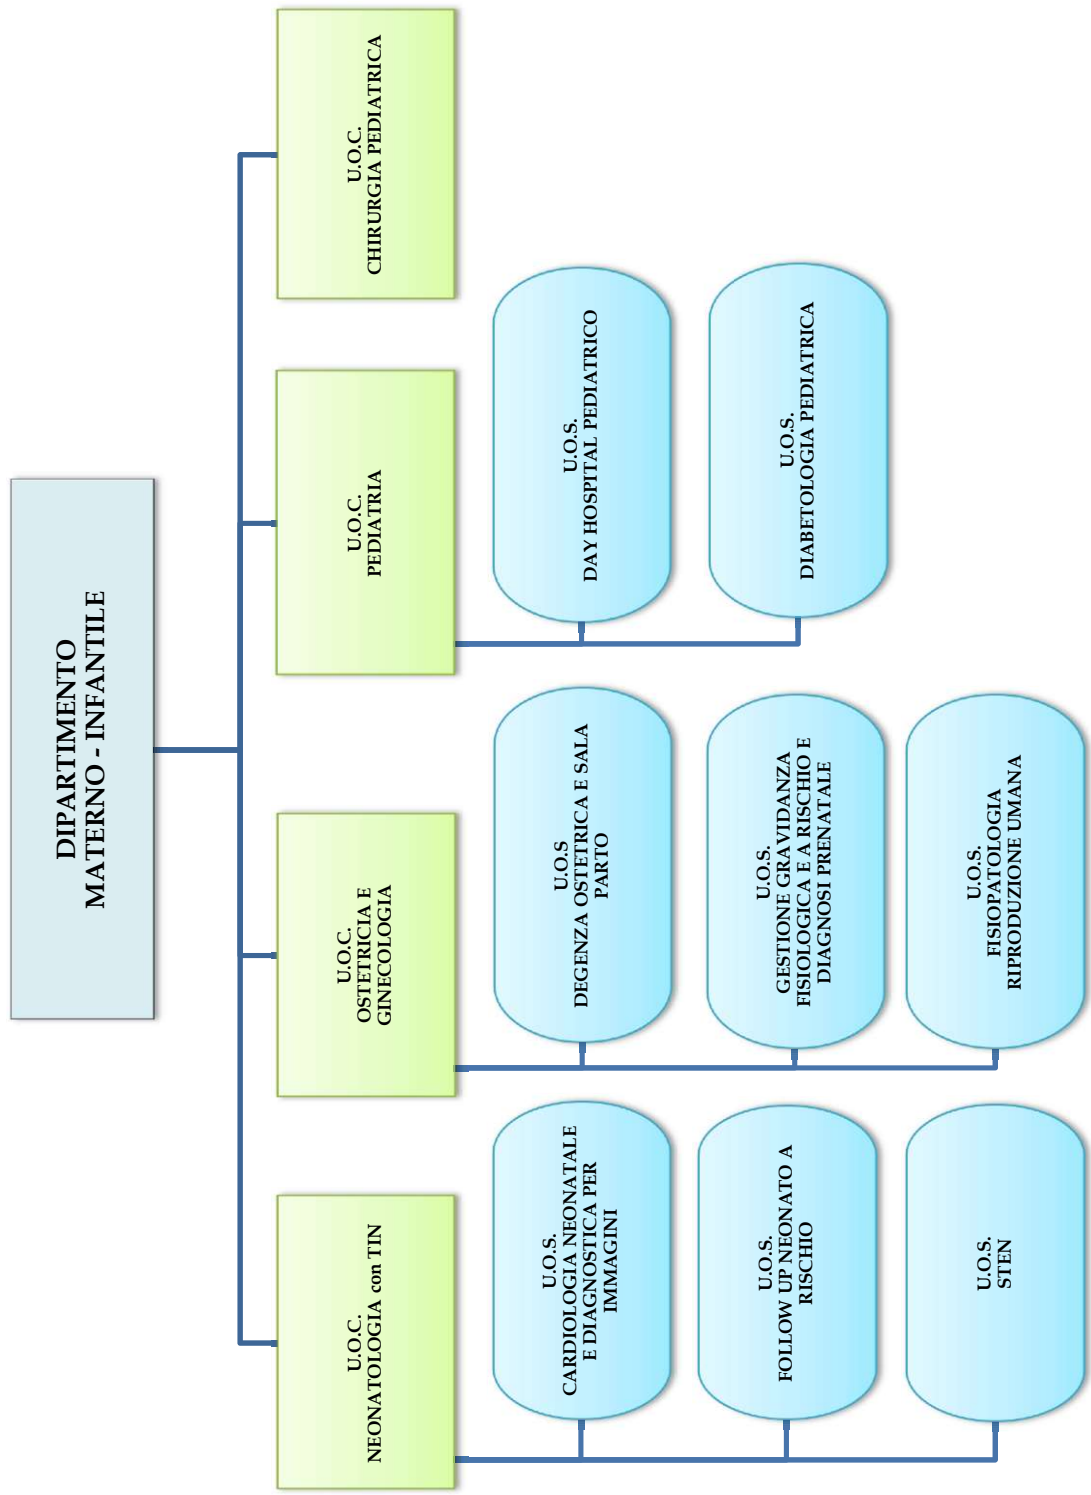 DIPARTIMENTO
MATERNO - INFANTILE
U.O.C.
NEONATOLOGIA con TIN
U.O.C.
OSTETRICIA E
GINECOLOGIA
U.O.C.
PEDIATRIA
U.O.C.
CHIRURGIA PEDIATRICA
U.O.S.
CARDIOLOGIA NEONATALE
E DIAGNOSTICA PER
IMMAGINI
U.O.S
DEGENZA OSTETRICA E SALA
PARTO
U.O.S.
DAY HOSPITAL PEDIATRICO
U.O.S.
FOLLOW UP NEONATO A
RISCHIO
U.O.S.
GESTIONE GRAVIDANZA
FISIOLOGICA E A RISCHIO E
DIAGNOSI PRENATALE
U.O.S.
DIABETOLOGIA PEDIATRICA
U.O.S.
STEN
U.O.S.
FISIOPATOLOGIA
RIPRODUZIONE UMANA